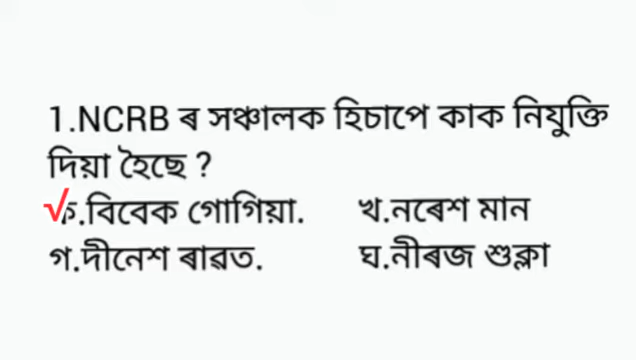 1.NCRB ৰ সঞ্চালক হিচাপে কাক নিযুক্তি
দিয়া হৈছে ?
ক.বিবেক গোগিয়া. খ.নৰেশ মান
গ.দীনেশ ৰাৱত. ঘ.নীৰজ শুক্লা